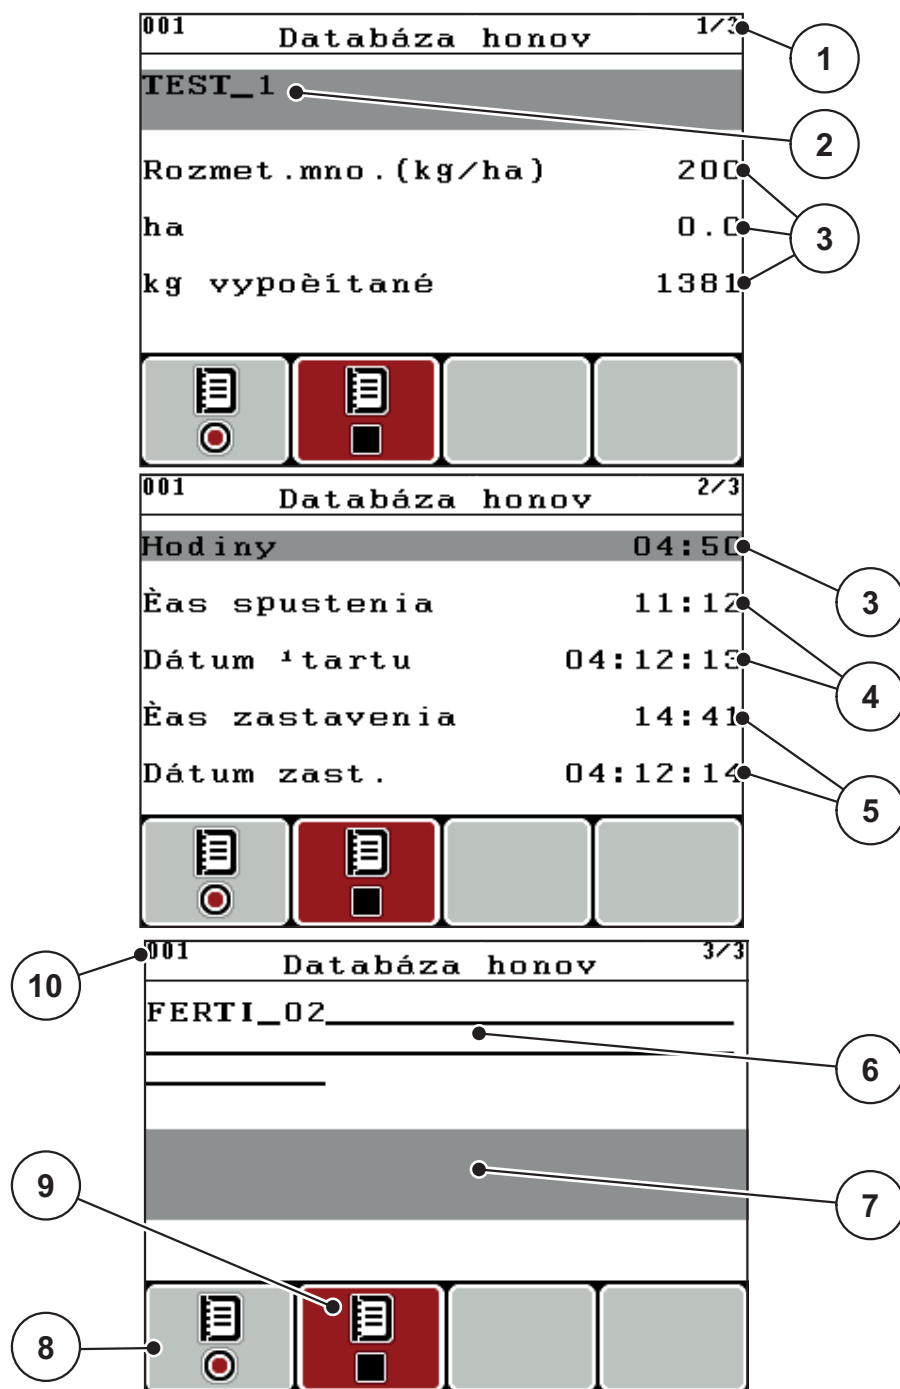 001 Databáza honov 1/3
1
TEST_1
2
Rozmet.mno.(kg/ha) 200
ha 0.0
3
kg vypoèítané 1381
001 Databáza honov 2/3
Hodiny 04:50
3
Èas spustenia 11:12
Dátum ¹tartu 04:12:13
4
Èas zastavenia 14:41
Dátum zast. 04:12:14
5
001 Databáza honov 3/3
10
FERTI_02
6
9
7
8